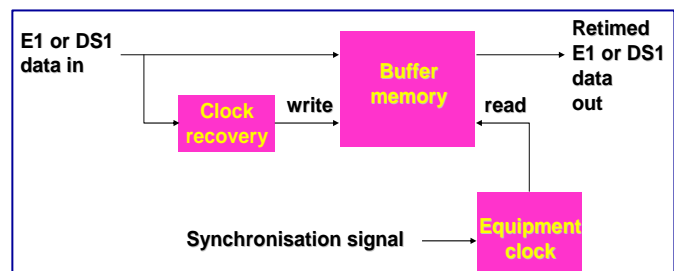 E1 or DS1
data in
Buffer
memory
Retimed
E1 or DS1
data
out
Clock
recovery
write
read
Synchronisation signal
Equipment
clock